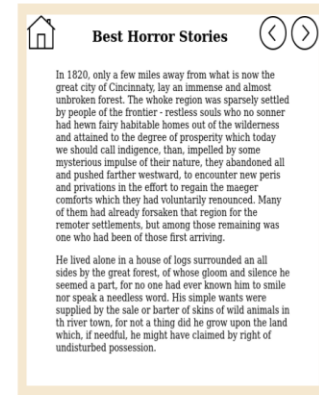 Best Horror Stories
In 1820, only a few miles away from what is now the
great city of Cincinnaty, lay an immense and almost
unbroken forest. The whoke region was sparsely settled
by people of the frontier - restless souls who no sonner
had hewn fairy habitable homes out of the wilderness
and attained to the degree of prosperity which today
we should call indigence, than, impelled by some
mysterious impulse of their nature, they abandoned all
and pushed farther westward, to encounter new peris
and privations in the effort to regain the maeger
comforts which they had voluntarily renounced. Many
of them had already forsaken that region for the
remoter settlements, but among those remaining was
one who had been of those first arriving.
He lived alone in a house of logs surrounded an all
sides by the great forest, of whose gloom and silence he
seemed a part, for no one had ever known him to smile
nor speak a needless word. His simple wants were
supplied by the sale or barter of skins of wild animals in
th river town, for not a thing did he grow upon the land
which, if needful, he might have claimed by right of
undisturbed possession.